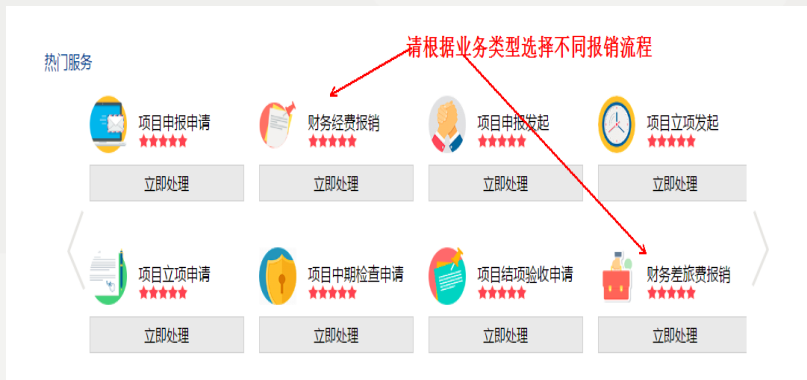 请根据业务类型选择不同报销流程
热门服务
项目申报申请
财务经费报销
项目申报发起
项目立项发起
立即处理
立即处理
立即处理
立即处理
项目立项申请
项目中期检查申请
项目结项验收申请
财务差旅费报销
立即处理
立即处理
立即处理
立即处理